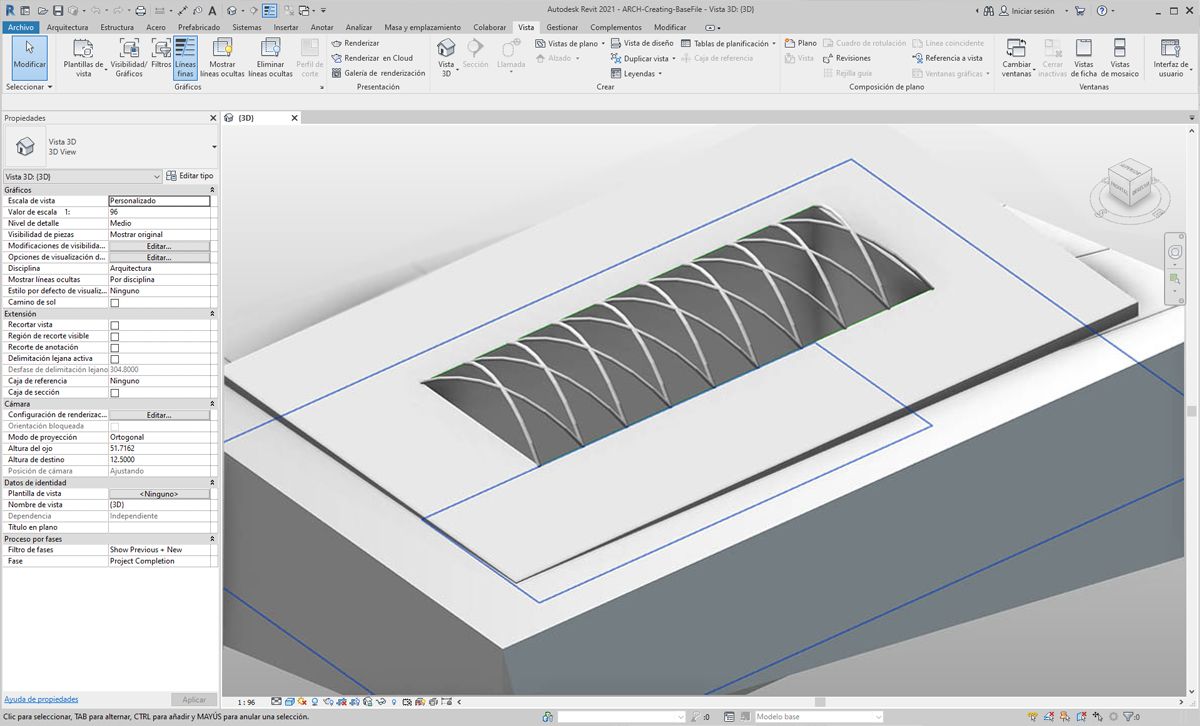 Autodesk Revit 2021 - ARCH-Creating-BaseFile - Vista 3D: {3D}
Iniciar sesión
Archivo Arquitectura Estructura Acero Prefabricado Sistemas Insertar Anotar Analizar Masa y emplazamiento Colaborar Vista Gestionar Complementos Modificar
Modificar
Plantillas de vista
Visibilidad/ Gráficos
Filtros
Líneas finas
Mostrar líneas ocultas
Eliminar líneas ocultas
Perfil de corte
Renderizar
Renderizar en Cloud
Galería de renderización
Vista 3D
Sección
Llamada
Vistas de plano
Alzado
Vista de diseño
Duplicar vista
Leyendas
Tablas de planificación
Caja de referencia
Plano
Vista
Cuadro de rotulación
Revisiones
Rejilla guía
Línea coincidente
Referencia a vista
Ventanas gráficas
Cambiar ventanas
Cerrar inactivas
Vistas de ficha
Vistas de mosaico
Interfaz de usuario
Seleccionar Gráficos Presentación Crear Composición de plano Ventanas
Propiedades
{3D}
Vista 3D
3D View
Vista 3D: {3D} Editar tipo
Gráficos
Escala de vista Personalizado
Valor de escala 1: 96
Nivel de detalle Medio
Visibilidad de piezas Mostrar original
Modificaciones de visibilida... Editar...
Opciones de visualización d... Editar...
Disciplina Arquitectura
Mostrar líneas ocultas Por disciplina
Estilo por defecto de visualiz... Ninguno
Camino de sol
Extensión
Recortar vista
Región de recorte visible
Recorte de anotación
Delimitación lejana activa
Desfase de delimitación lejano 304.8000
Caja de referencia Ninguno
Caja de sección
Cámara
Configuración de renderizac... Editar...
Orientación bloqueada
Modo de proyección Ortogonal
Altura del ojo 51.7162
Altura de destino 12.5000
Posición de cámara Ajustando
Datos de identidad
Plantilla de vista <Ninguno>
Nombre de vista {3D}
Dependencia Independiente
Título en plano
Proceso por fases
Filtro de fases Show Previous + New
Fase Project Completion
Ayuda de propiedades Aplicar
1 : 96
Clic para seleccionar, TAB para alternar, CTRL para añadir y MAYÚS para anular una selección.
:0
Modelo base
:0